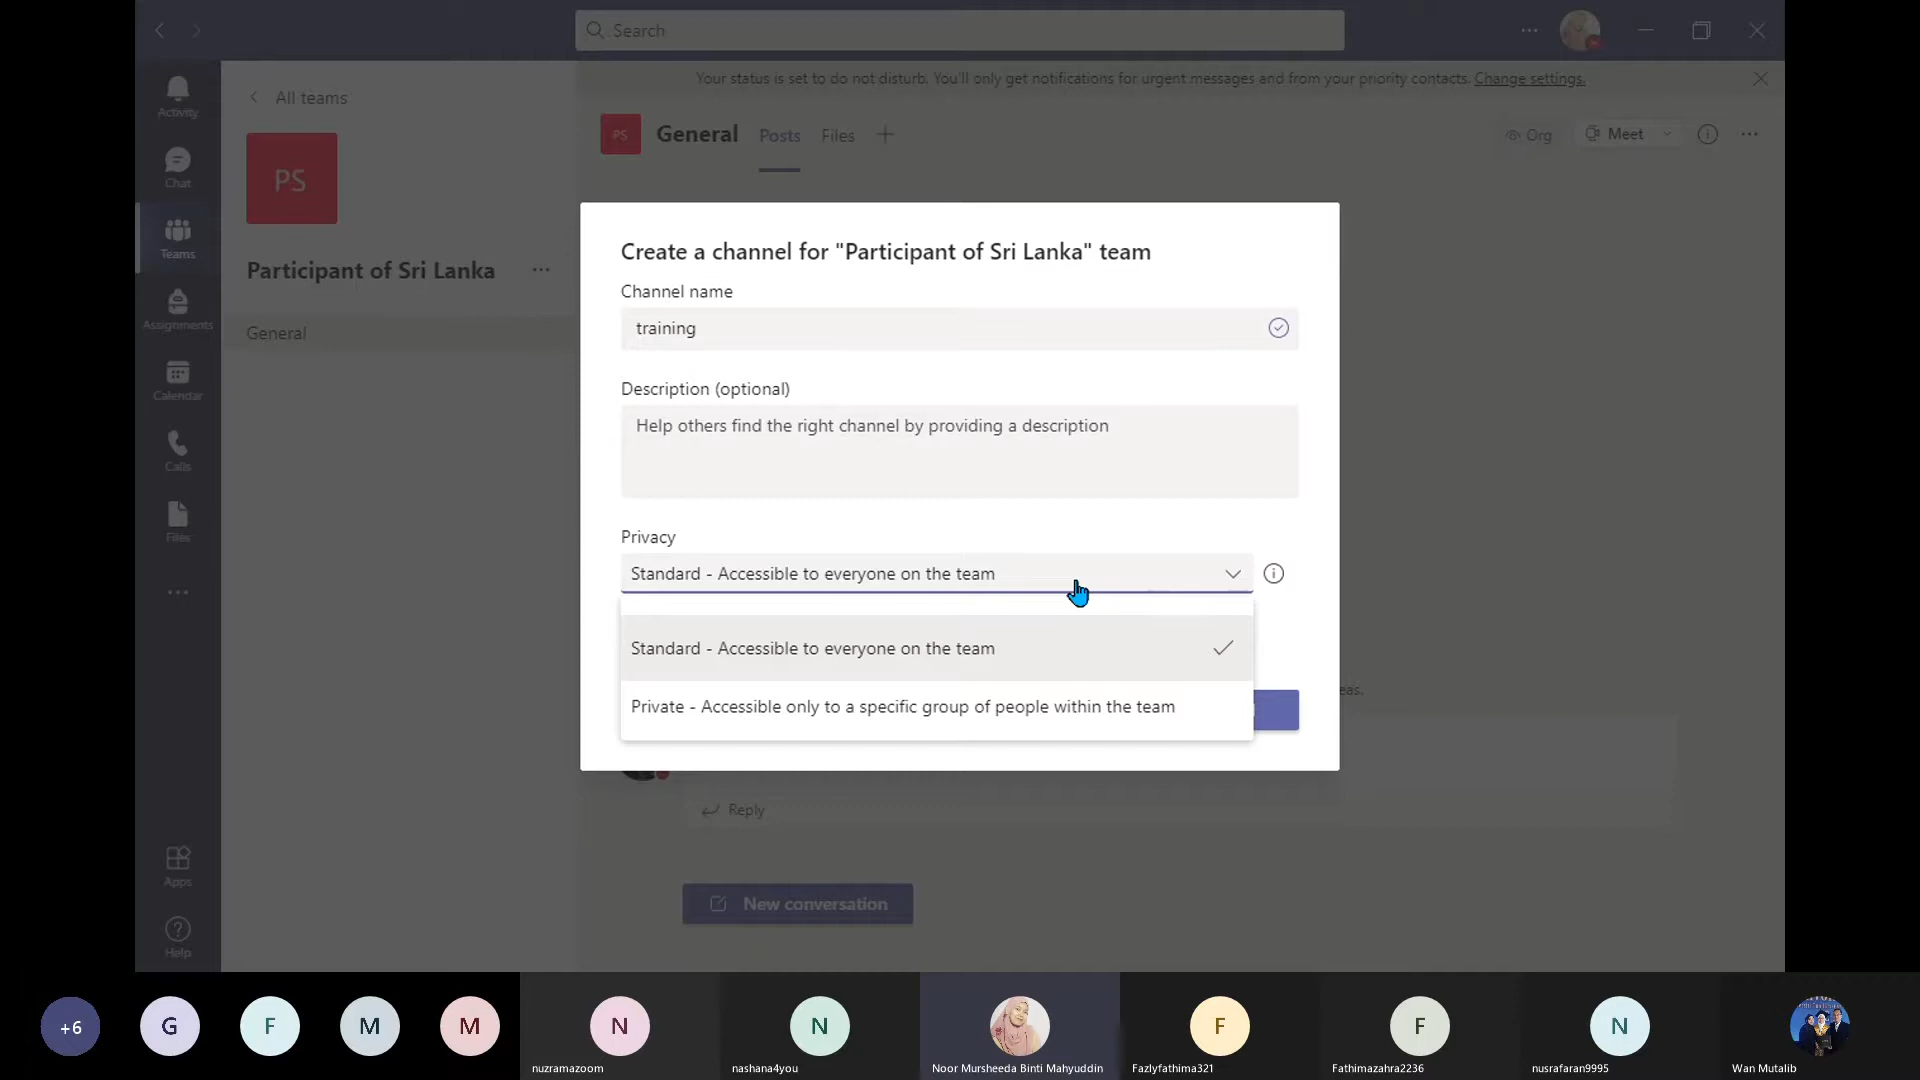 Search
Your status is set to do not disturb. You'll only get notifications for urgent messages and from your priority contacts. Change settings.
Activity
Chat
Teams
Assignments
Calendar
Calls
Files
Apps
Help
All teams
PS
Participant of Sri Lanka
General
PS
General
Posts
Files
Org
Meet
Create a channel for "Participant of Sri Lanka" team
Channel name
training
Description (optional)
Help others find the right channel by providing a description
Privacy
Standard - Accessible to everyone on the team
Standard - Accessible to everyone on the team
Private - Accessible only to a specific group of people within the team
eas.
Reply
New conversation
+6
G
F
M
M
N
nuzramazoom
N
nashana4you
Noor Mursheeda Binti Mahyuddin
F
Fazlyfathima321
F
Fathimazahra2236
N
nusrafaran9995
Wan Mutalib